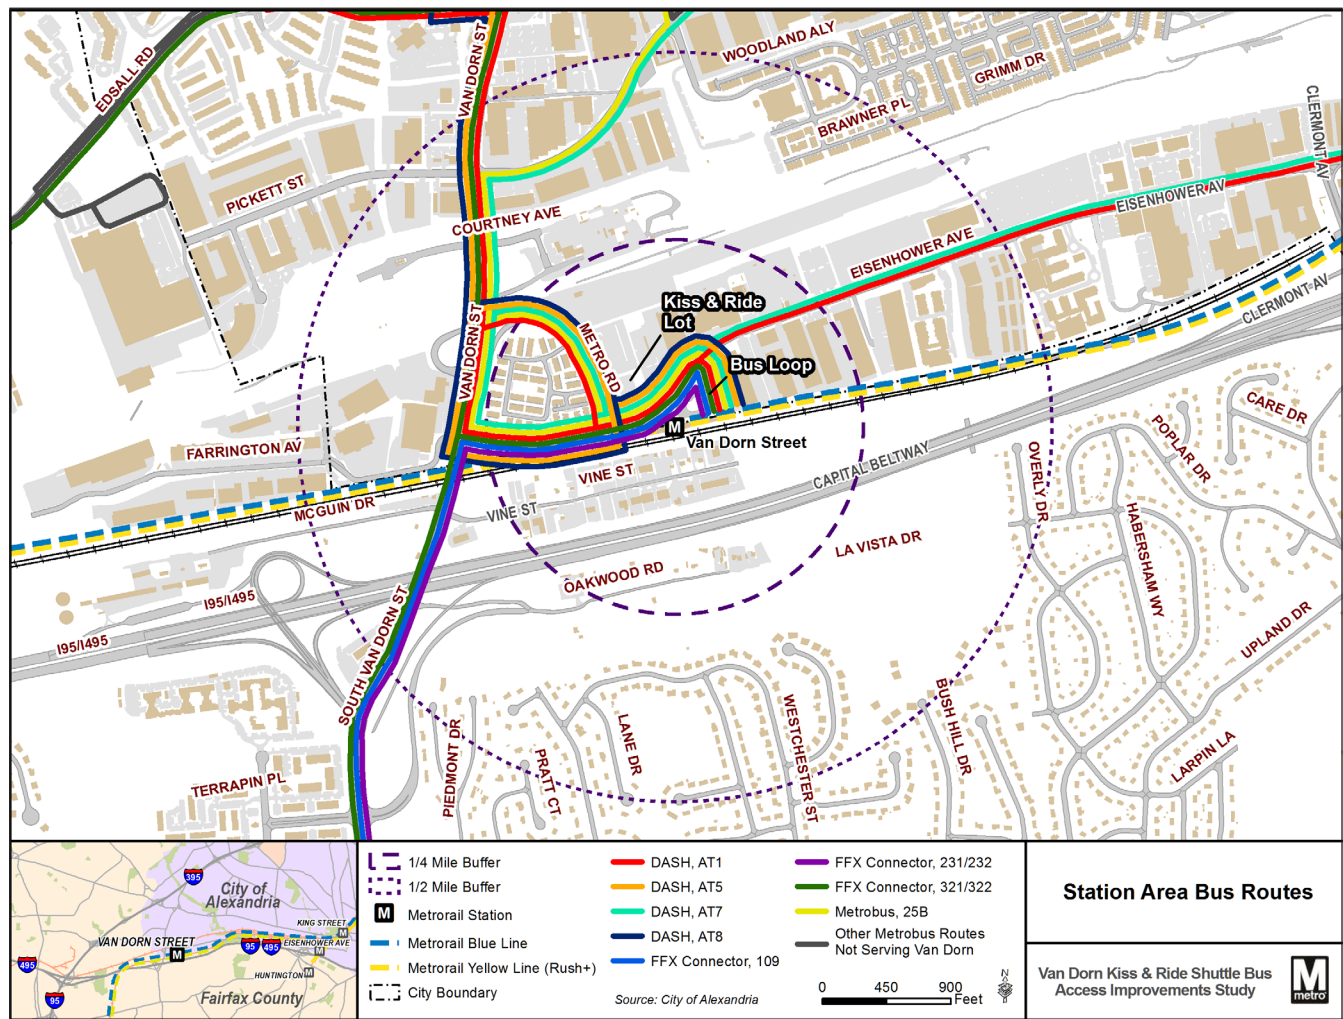 WOODLAND ALY
GRIMM DR
BRAWNER PL
EDSALL RD
VAN DORN ST
CLERMONT AV
PICKETT ST
COURTNEY AVE
EISENHOWER AV
EISENHOWER AVE
CLERMONT AV
Kiss & Ride
Lot
METRO RD
VAN DORN ST
Bus Loop
M
Van Dorn Street
FARRINGTON AV
VINE ST
MCGUIN DR
VINE ST
CAPITAL BELTWAY
OVERLY DR
POPLAR DR
CARE DR
HABERSHAM WY
LA VISTA DR
OAKWOOD RD
I95/I495
I95/I495
SOUTH VAN DORN ST
UPLAND DR
LARPIN LA
BUSH HILL DR
WESTCHESTER ST
LANE DR
PRATT CT
PIEDMONT DR
TERRAPIN PL
395
City of
Alexandria
KING STREET
M
VAN DORN STREET
M
95
495
EISENHOWER AVE
M
HUNTINGTON
M
495
95
Fairfax County
1/4 Mile Buffer
1/2 Mile Buffer
M
Metrorail Station
Metrorail Blue Line
Metrorail Yellow Line (Rush+)
City Boundary
DASH, AT1
DASH, AT5
DASH, AT7
DASH, AT8
FFX Connector, 109
FFX Connector, 231/232
FFX Connector, 321/322
Metrobus, 25B
Other Metrobus Routes
Not Serving Van Dorn
Source: City of Alexandria
0 450 900
Feet
N
Station Area Bus Routes
Van Dorn Kiss & Ride Shuttle Bus
Access Improvements Study
M
metro